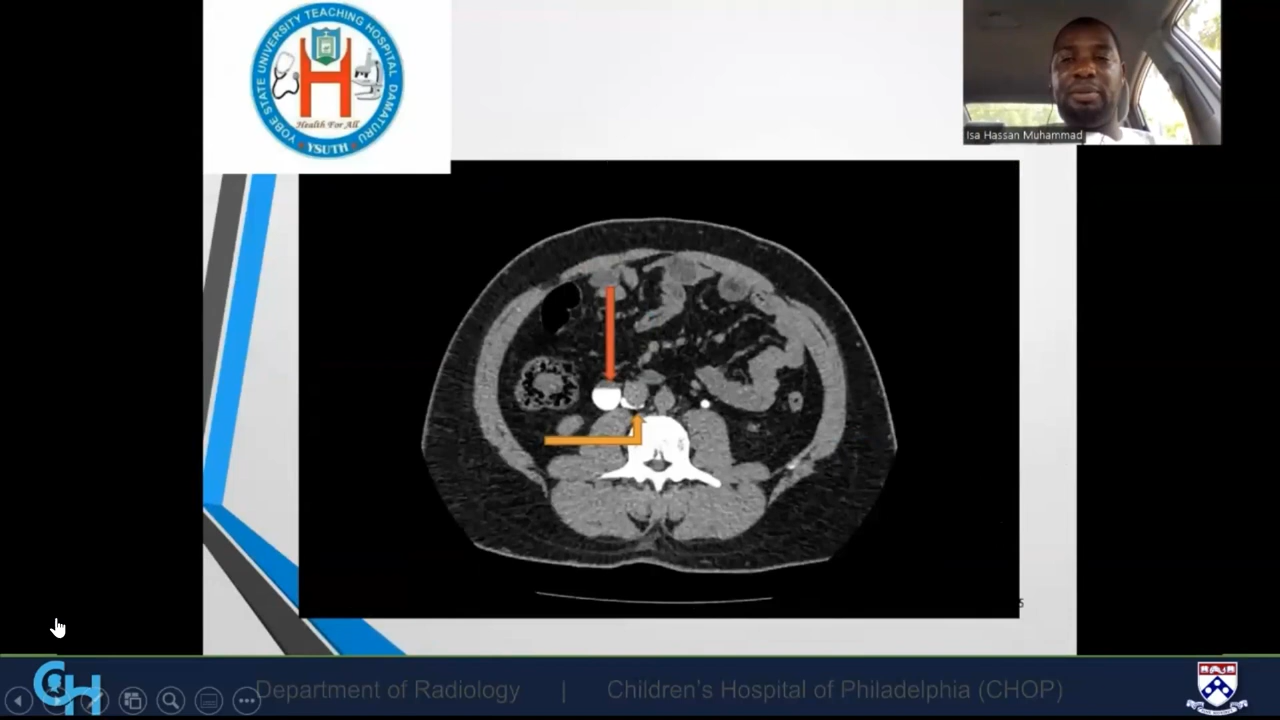 YOBE STATE UNIVERSITY TEACHING HOSPITAL DAMATURU
H
Health For All
YSUTH
Isa Hassan Muhammad
Department of Radiology | Children's Hospital of Philadelphia (CHOP)
CH